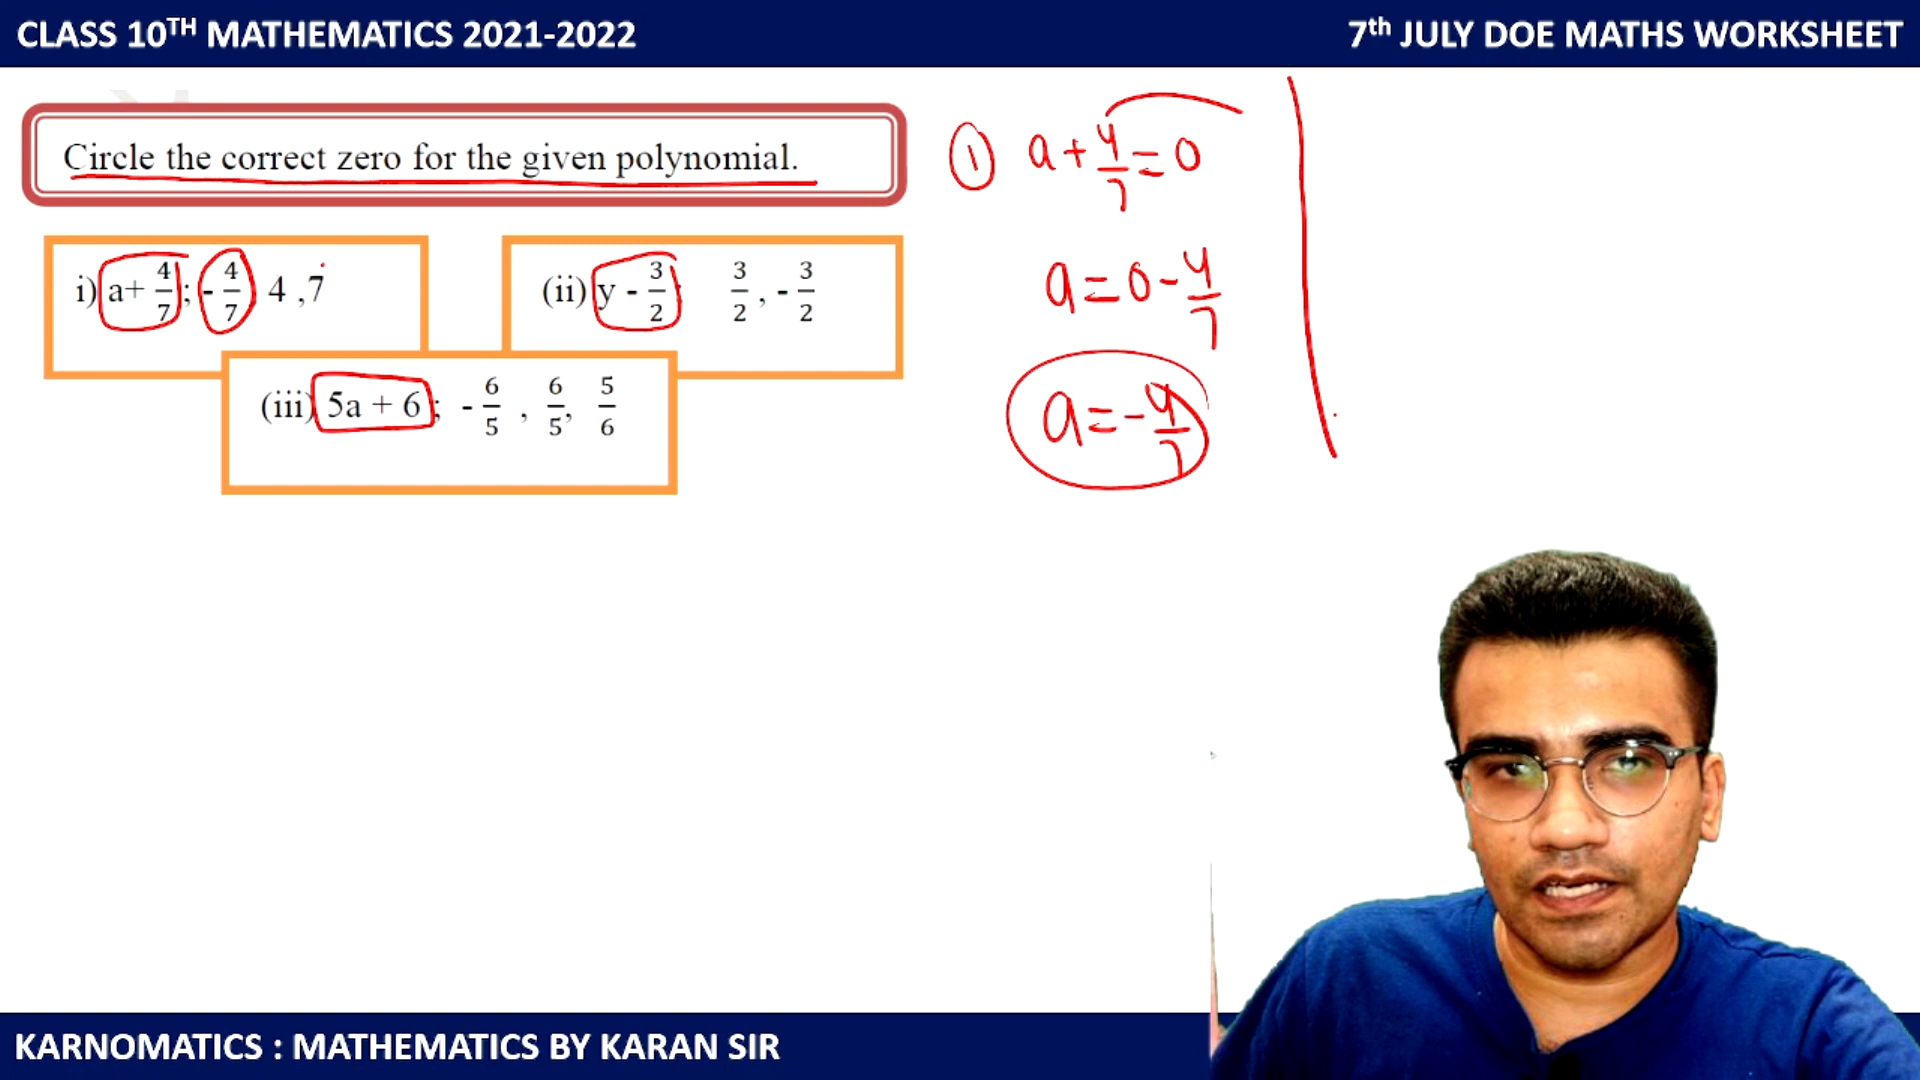 CLASS 10TH MATHEMATICS 2021-2022
7th JULY DOE MATHS WORKSHEET
Circle the correct zero for the given polynomial.
i) a+ 4/7 ; - 4/7 4 ,7
(ii) y - 3/2 3/2 , - 3/2
(iii) 5a + 6 ; - 6/5 , 6/5, 5/6
① a+4/7=0
a=0-4/7
a=-4/7
KARNOMATICS : MATHEMATICS BY KARAN SIR